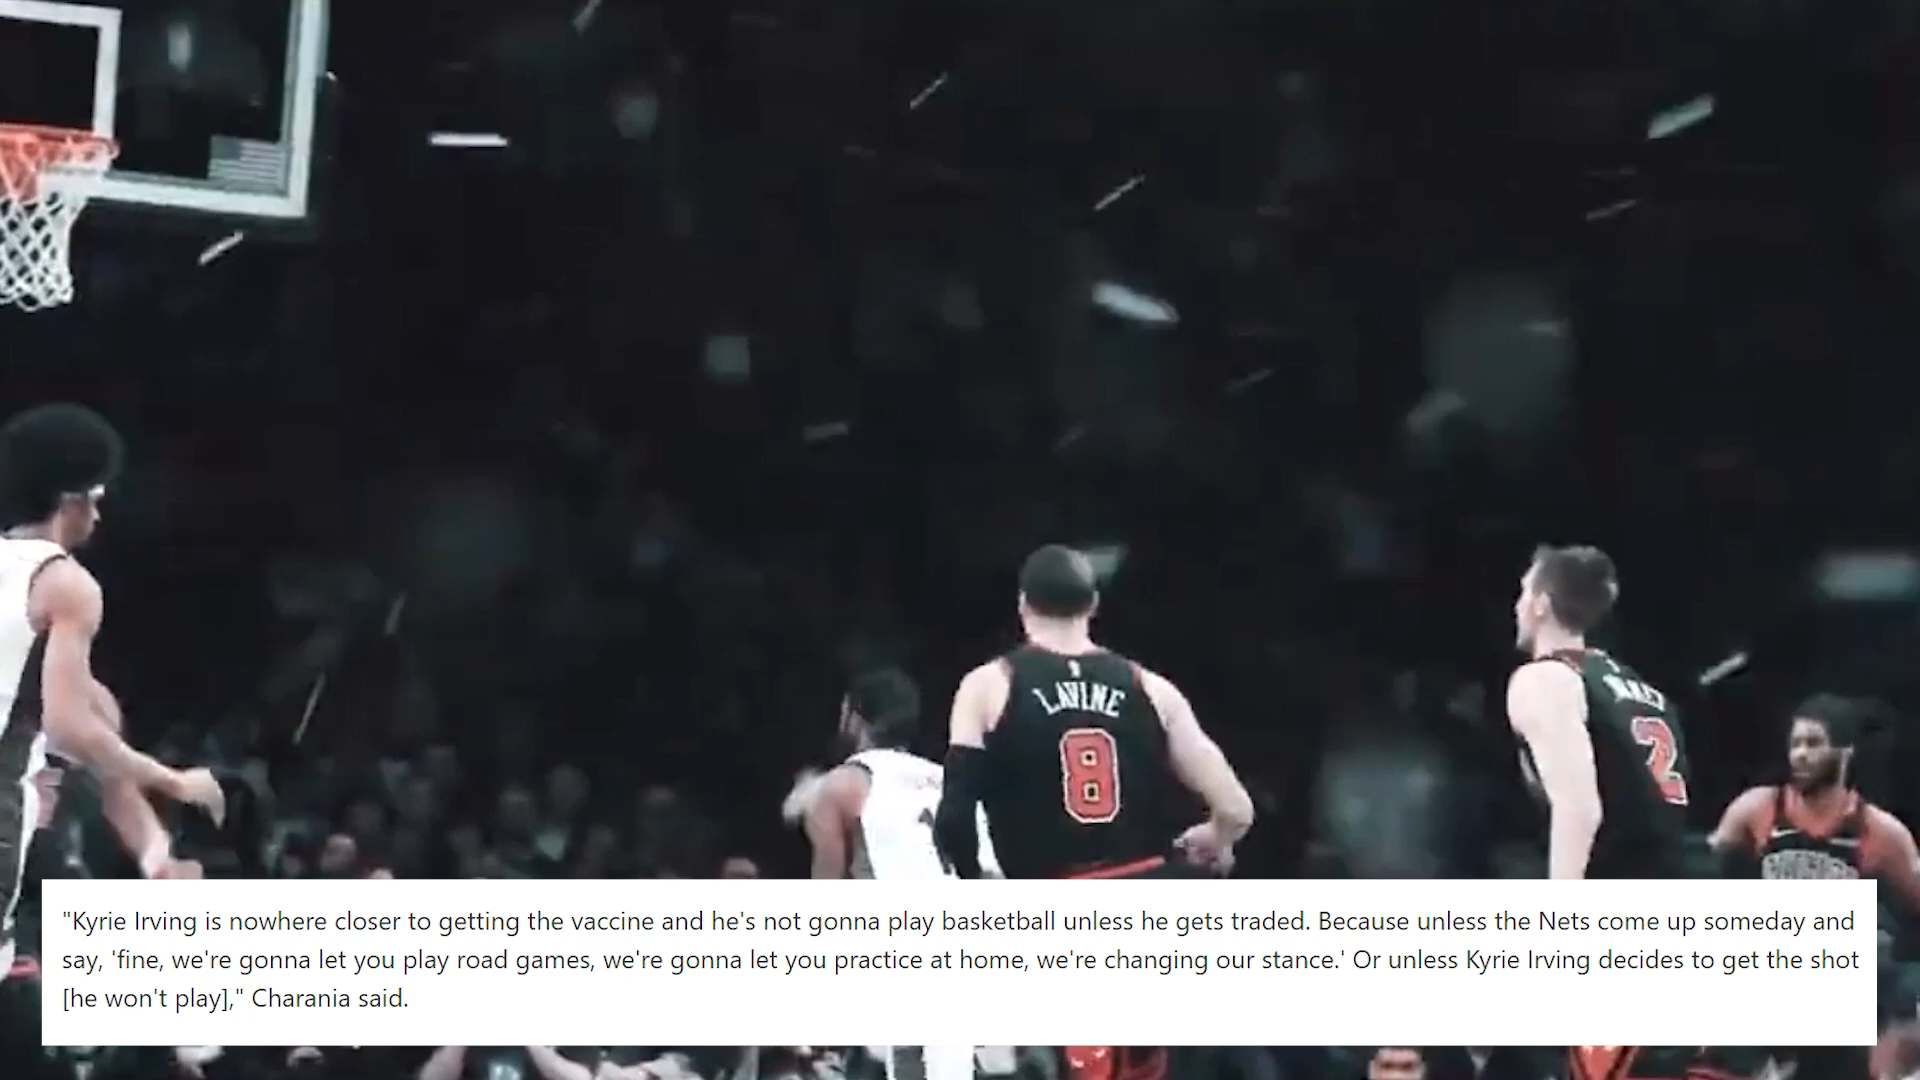 LAVINE
8
2
"Kyrie Irving is nowhere closer to getting the vaccine and he's not gonna play basketball unless he gets traded. Because unless the Nets come up someday and
say, 'fine, we're gonna let you play road games, we're gonna let you practice at home, we're changing our stance.' Or unless Kyrie Irving decides to get the shot
[he won't play]," Charania said.